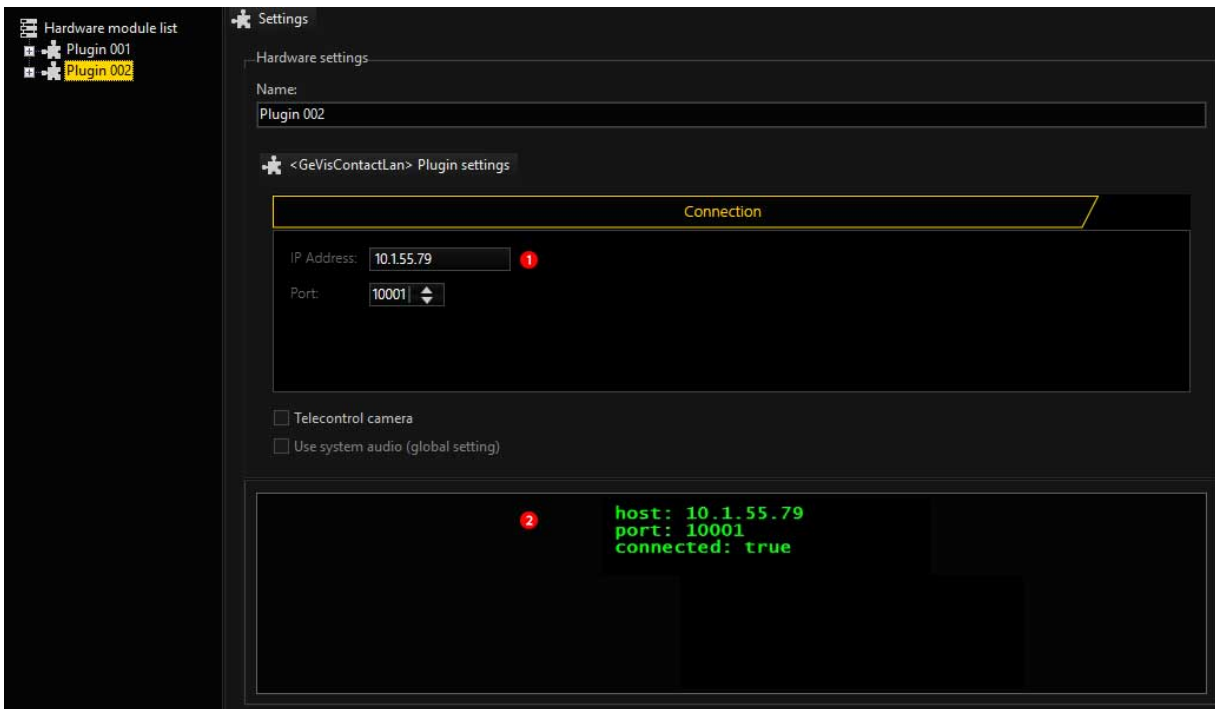 Hardware module list
Plugin 001
Plugin 002
Settings
Hardware settings
Name:
Plugin 002
<GeVisContactLan> Plugin settings
Connection
IP Address: 10.1.55.79 1
Port: 10001
Telecontrol camera
Use system audio (global setting)
2
host: 10.1.55.79
port: 10001
connected: true